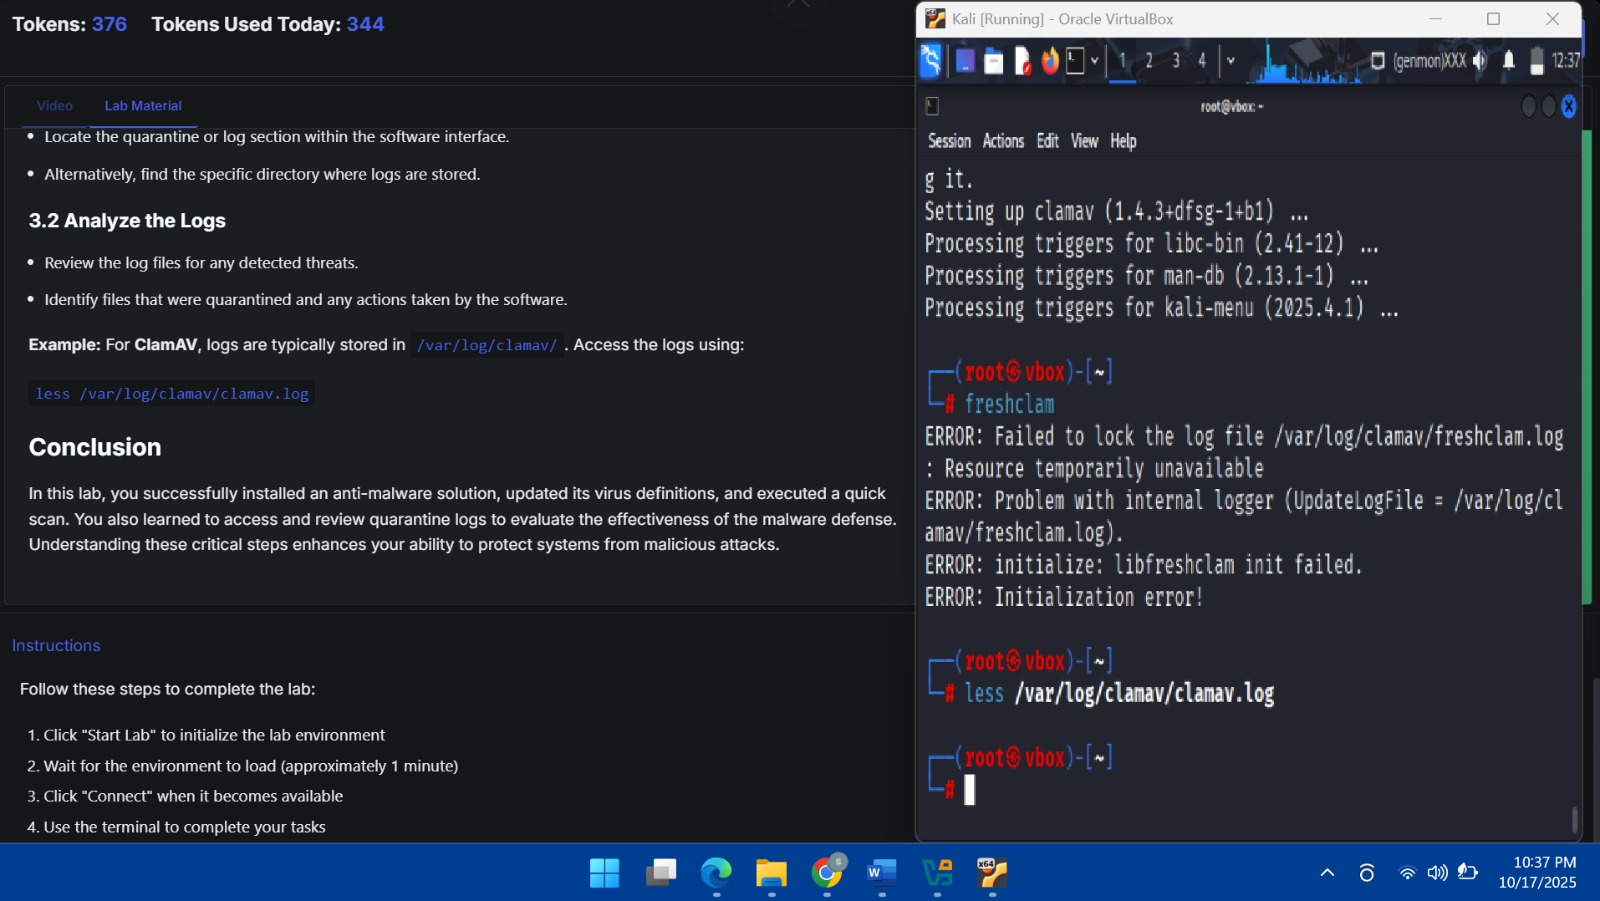 Tokens: 376 Tokens Used Today: 344
Video Lab Material
• Locate the quarantine or log section within the software interface.
• Alternatively, find the specific directory where logs are stored.
3.2 Analyze the Logs
• Review the log files for any detected threats.
• Identify files that were quarantined and any actions taken by the software.
Example: For ClamAV, logs are typically stored in /var/log/clamav/ . Access the logs using:
less /var/log/clamav/clamav.log
Conclusion
In this lab, you successfully installed an anti-malware solution, updated its virus definitions, and executed a quick
scan. You also learned to access and review quarantine logs to evaluate the effectiveness of the malware defense.
Understanding these critical steps enhances your ability to protect systems from malicious attacks.
Instructions
Follow these steps to complete the lab:
1. Click "Start Lab" to initialize the lab environment
2. Wait for the environment to load (approximately 1 minute)
3. Click "Connect" when it becomes available
4. Use the terminal to complete your tasks
Kali [Running] - Oracle VirtualBox
1 2 3 4 (genmon)XXX 12:37
root@vbox: ~
Session Actions Edit View Help
g it.
Setting up clamav (1.4.3+dfsg-1+b1) ...
Processing triggers for libc-bin (2.41-12) ...
Processing triggers for man-db (2.13.1-1) ...
Processing triggers for kali-menu (2025.4.1) ...
┌──(root㉿vbox)-[~]
└─# freshclam
ERROR: Failed to lock the log file /var/log/clamav/freshclam.log
: Resource temporarily unavailable
ERROR: Problem with internal logger (UpdateLogFile = /var/log/cl
amav/freshclam.log).
ERROR: initialize: libfreshclam init failed.
ERROR: Initialization error!
┌──(root㉿vbox)-[~]
└─# less /var/log/clamav/clamav.log
┌──(root㉿vbox)-[~]
└─#
S
W
x64
10:37 PM
10/17/2025